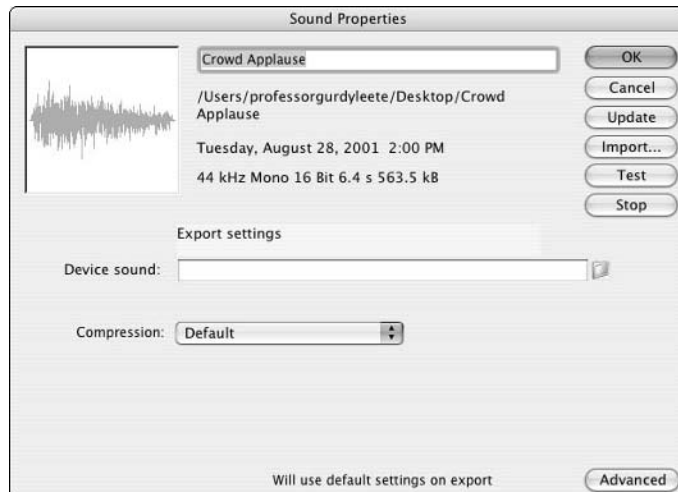 Sound Properties
Crowd Applause
/Users/professorgurdyleete/Desktop/Crowd
Applause
Tuesday, August 28, 2001 2:00 PM
44 kHz Mono 16 Bit 6.4 s 563.5 kB
OK
Cancel
Update
Import...
Test
Stop
Export settings
Device sound:
Compression: Default
Will use default settings on export
Advanced